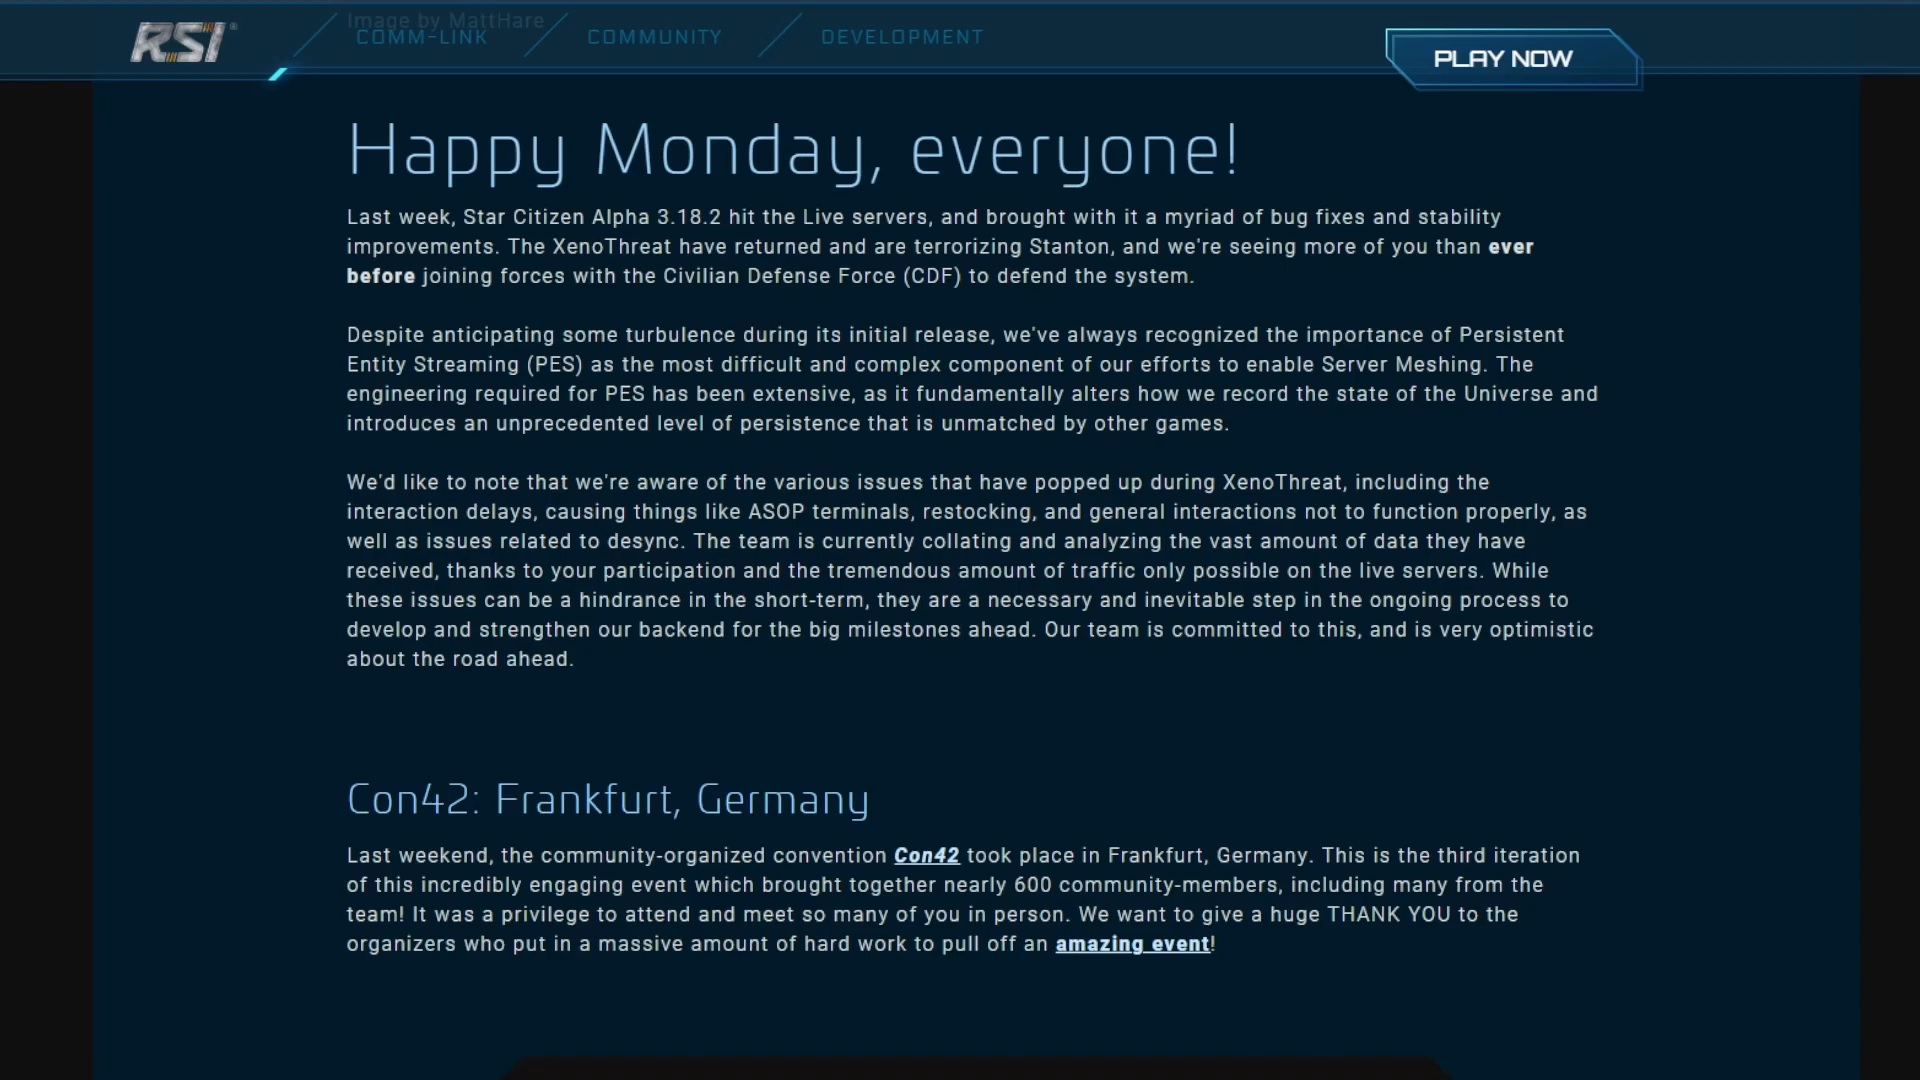 RSI
Image by MattHare
COMM-LINK
COMMUNITY
DEVELOPMENT
PLAY NOW
Happy Monday, everyone!
Last week, Star Citizen Alpha 3.18.2 hit the Live servers, and brought with it a myriad of bug fixes and stability
improvements. The XenoThreat have returned and are terrorizing Stanton, and we're seeing more of you than ever
before joining forces with the Civilian Defense Force (CDF) to defend the system.
Despite anticipating some turbulence during its initial release, we've always recognized the importance of Persistent
Entity Streaming (PES) as the most difficult and complex component of our efforts to enable Server Meshing. The
engineering required for PES has been extensive, as it fundamentally alters how we record the state of the Universe and
introduces an unprecedented level of persistence that is unmatched by other games.
We'd like to note that we're aware of the various issues that have popped up during XenoThreat, including the
interaction delays, causing things like ASOP terminals, restocking, and general interactions not to function properly, as
well as issues related to desync. The team is currently collating and analyzing the vast amount of data they have
received, thanks to your participation and the tremendous amount of traffic only possible on the live servers. While
these issues can be a hindrance in the short-term, they are a necessary and inevitable step in the ongoing process to
develop and strengthen our backend for the big milestones ahead. Our team is committed to this, and is very optimistic
about the road ahead.
Con42: Frankfurt, Germany
Last weekend, the community-organized convention Con42 took place in Frankfurt, Germany. This is the third iteration
of this incredibly engaging event which brought together nearly 600 community-members, including many from the
team! It was a privilege to attend and meet so many of you in person. We want to give a huge THANK YOU to the
organizers who put in a massive amount of hard work to pull off an amazing event!